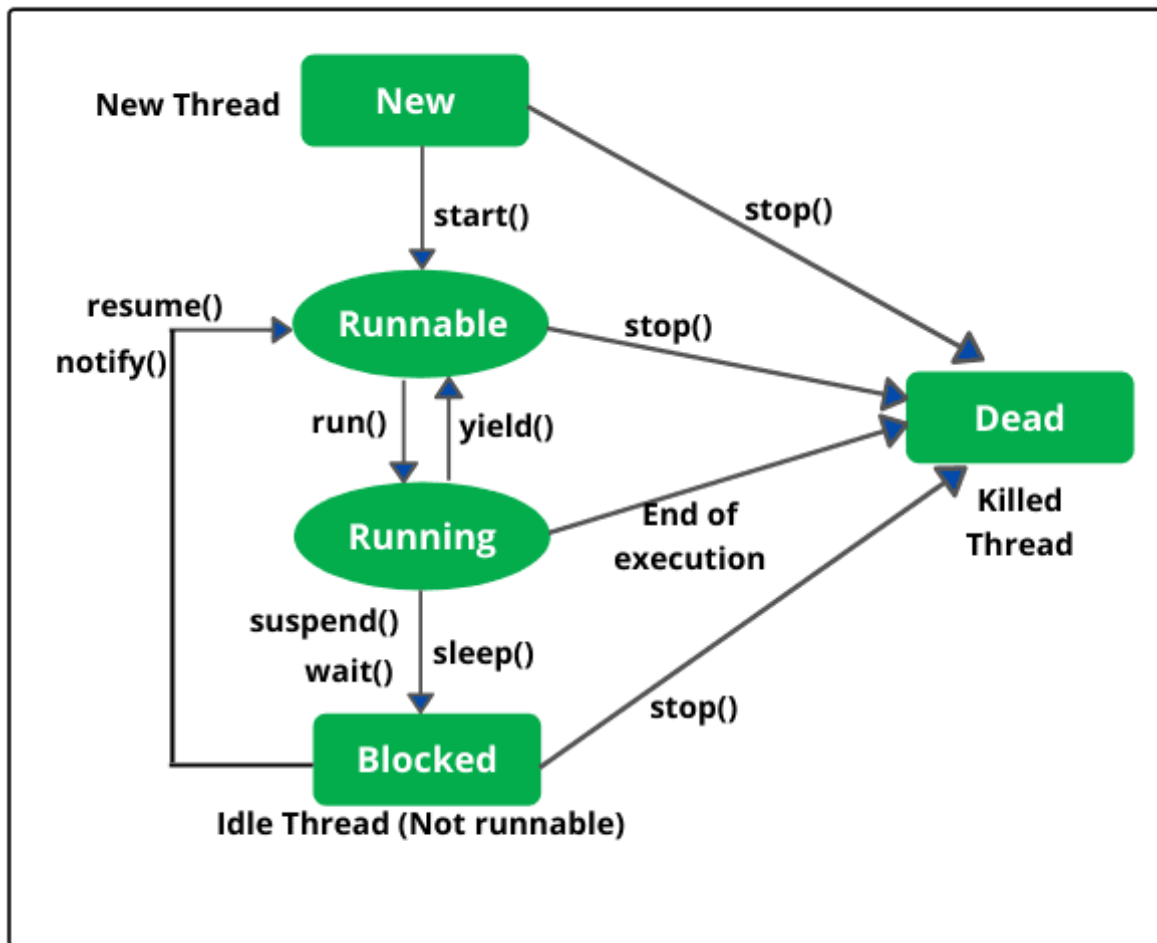 New Thread
New
start()
stop()
resume()
notify()
Runnable
stop()
run()
yield()
Dead
Killed
Thread
Running
End of
execution
suspend()
wait()
sleep()
stop()
Blocked
Idle Thread (Not runnable)